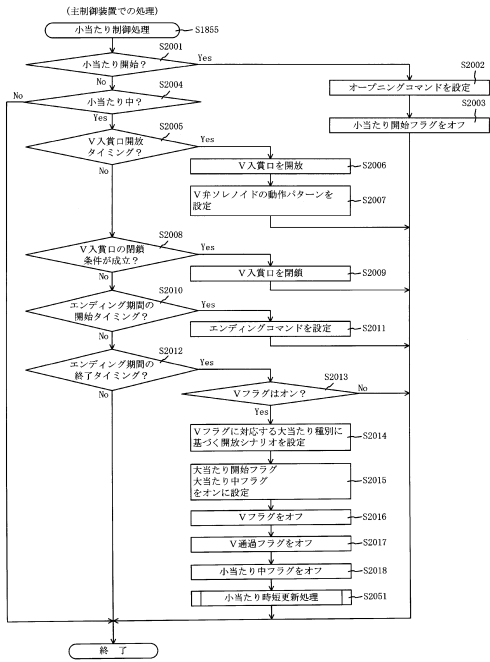 (主制御装置での処理)
小当たり制御処理
S1855
S2001
小当たり開始?
Yes
No
S2002
オープニングコマンドを設定
S2003
小当たり開始フラグをオフ
S2004
小当たり中?
No
Yes
S2005
V入賞口開放
タイミング?
Yes
No
V入賞口を開放
S2006
V弁ソレノイドの動作パターンを
設定
S2007
S2008
V入賞口の閉鎖
条件が成立?
Yes
No
V入賞口を閉鎖
S2009
S2010
エンディング期間の
開始タイミング?
Yes
No
エンディングコマンドを設定
S2011
S2012
エンディング期間の
終了タイミング?
Yes
No
S2013
Vフラグはオン?
No
Yes
Vフラグに対応する大当たり種別に
基づく開放シナリオを設定
S2014
大当たり開始フラグ
大当たり中フラグ
をオンに設定
S2015
Vフラグをオフ
S2016
V通過フラグをオフ
S2017
小当たり中フラグをオフ
S2018
小当たり時短更新処理
S2051
終了